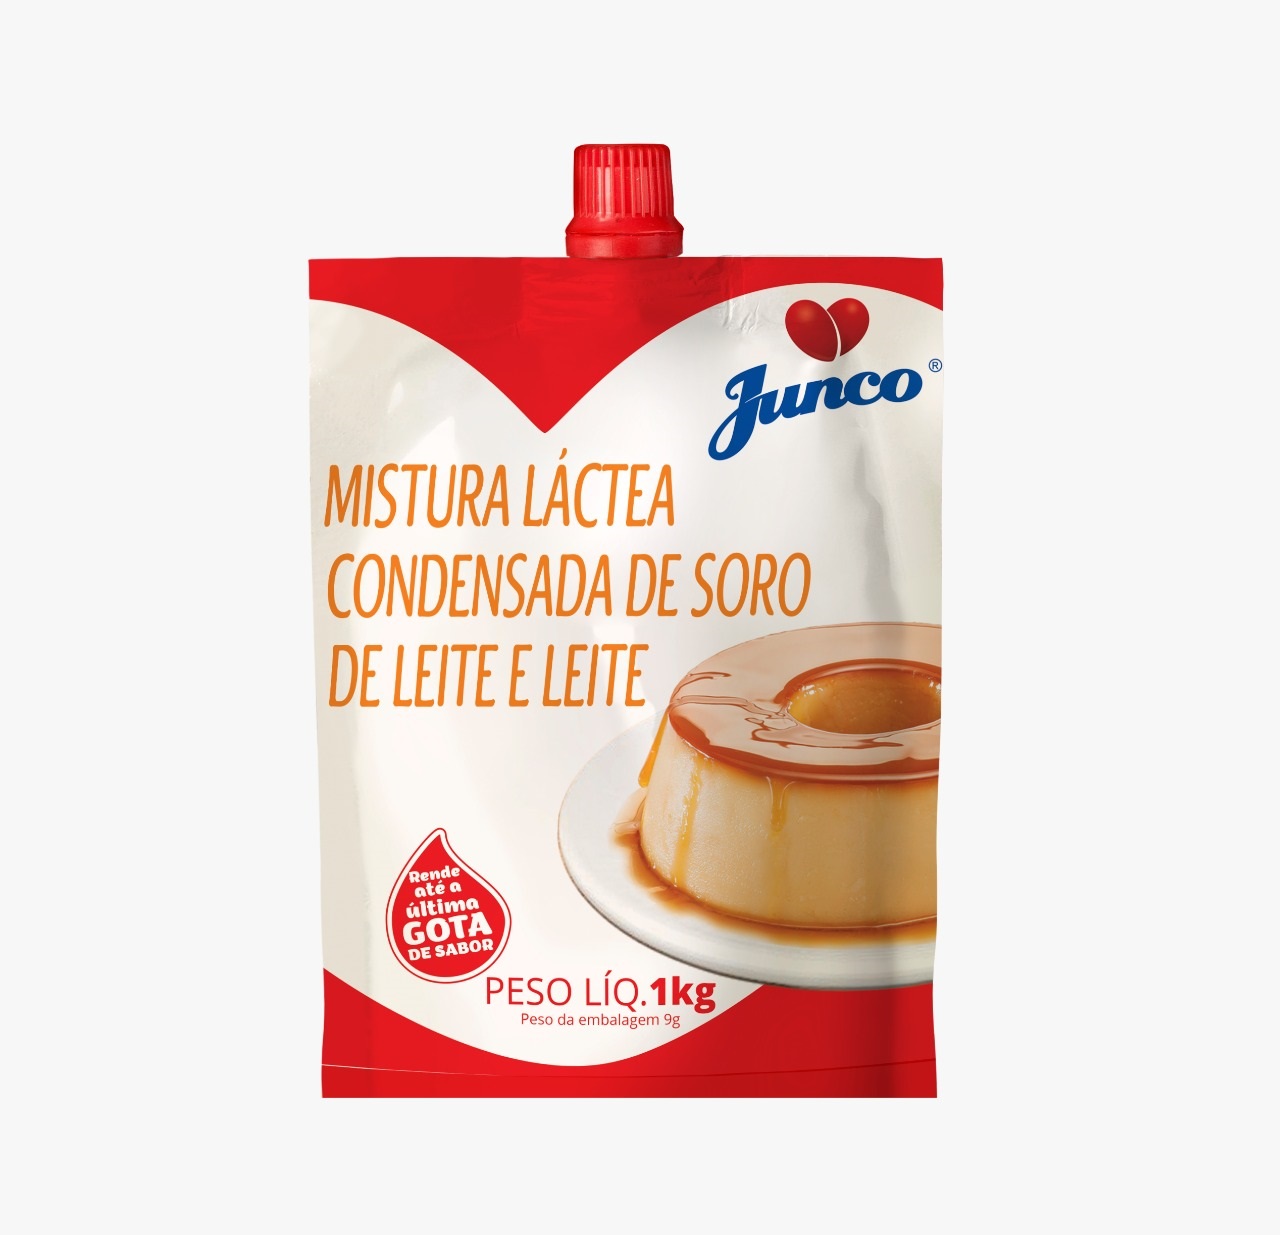 Junco®
MISTURA LÁCTEA
CONDENSADA DE SORO
DE LEITE E LEITE
Rende
até a
última
GOTA
DE SABOR
PESO LÍQ.1kg
Peso da embalagem 9g